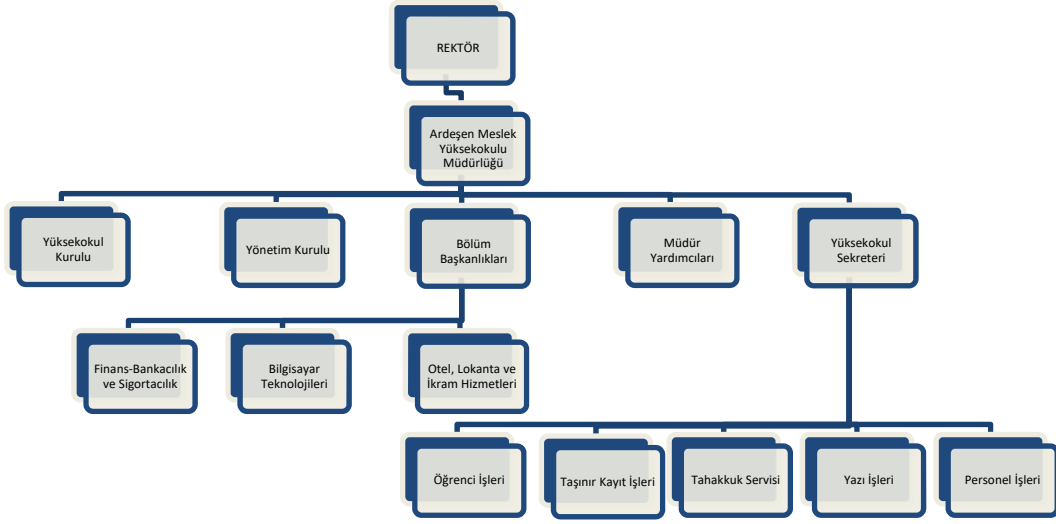 REKTÖR
Ardeşen Meslek
Yüksekokulu
Müdürlüğü
Yüksekokul
Kurulu
Yönetim Kurulu
Bölüm
Başkanlıkları
Müdür
Yardımcıları
Yüksekokul
Sekreteri
Finans-Bankacılık
ve Sigortacılık
Bilgisayar
Teknolojileri
Otel, Lokanta ve
İkram Hizmetleri
Öğrenci İşleri
Taşınır Kayıt İşleri
Tahakkuk Servisi
Yazı İşleri
Personel İşleri